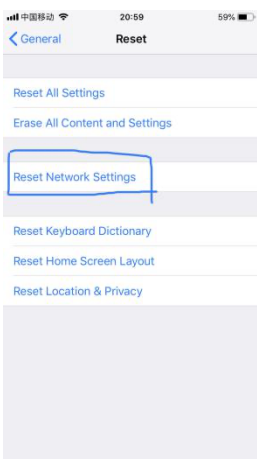 中国移动 20:59 59%
General Reset
Reset All Settings
Erase All Content and Settings
Reset Network Settings
Reset Keyboard Dictionary
Reset Home Screen Layout
Reset Location & Privacy